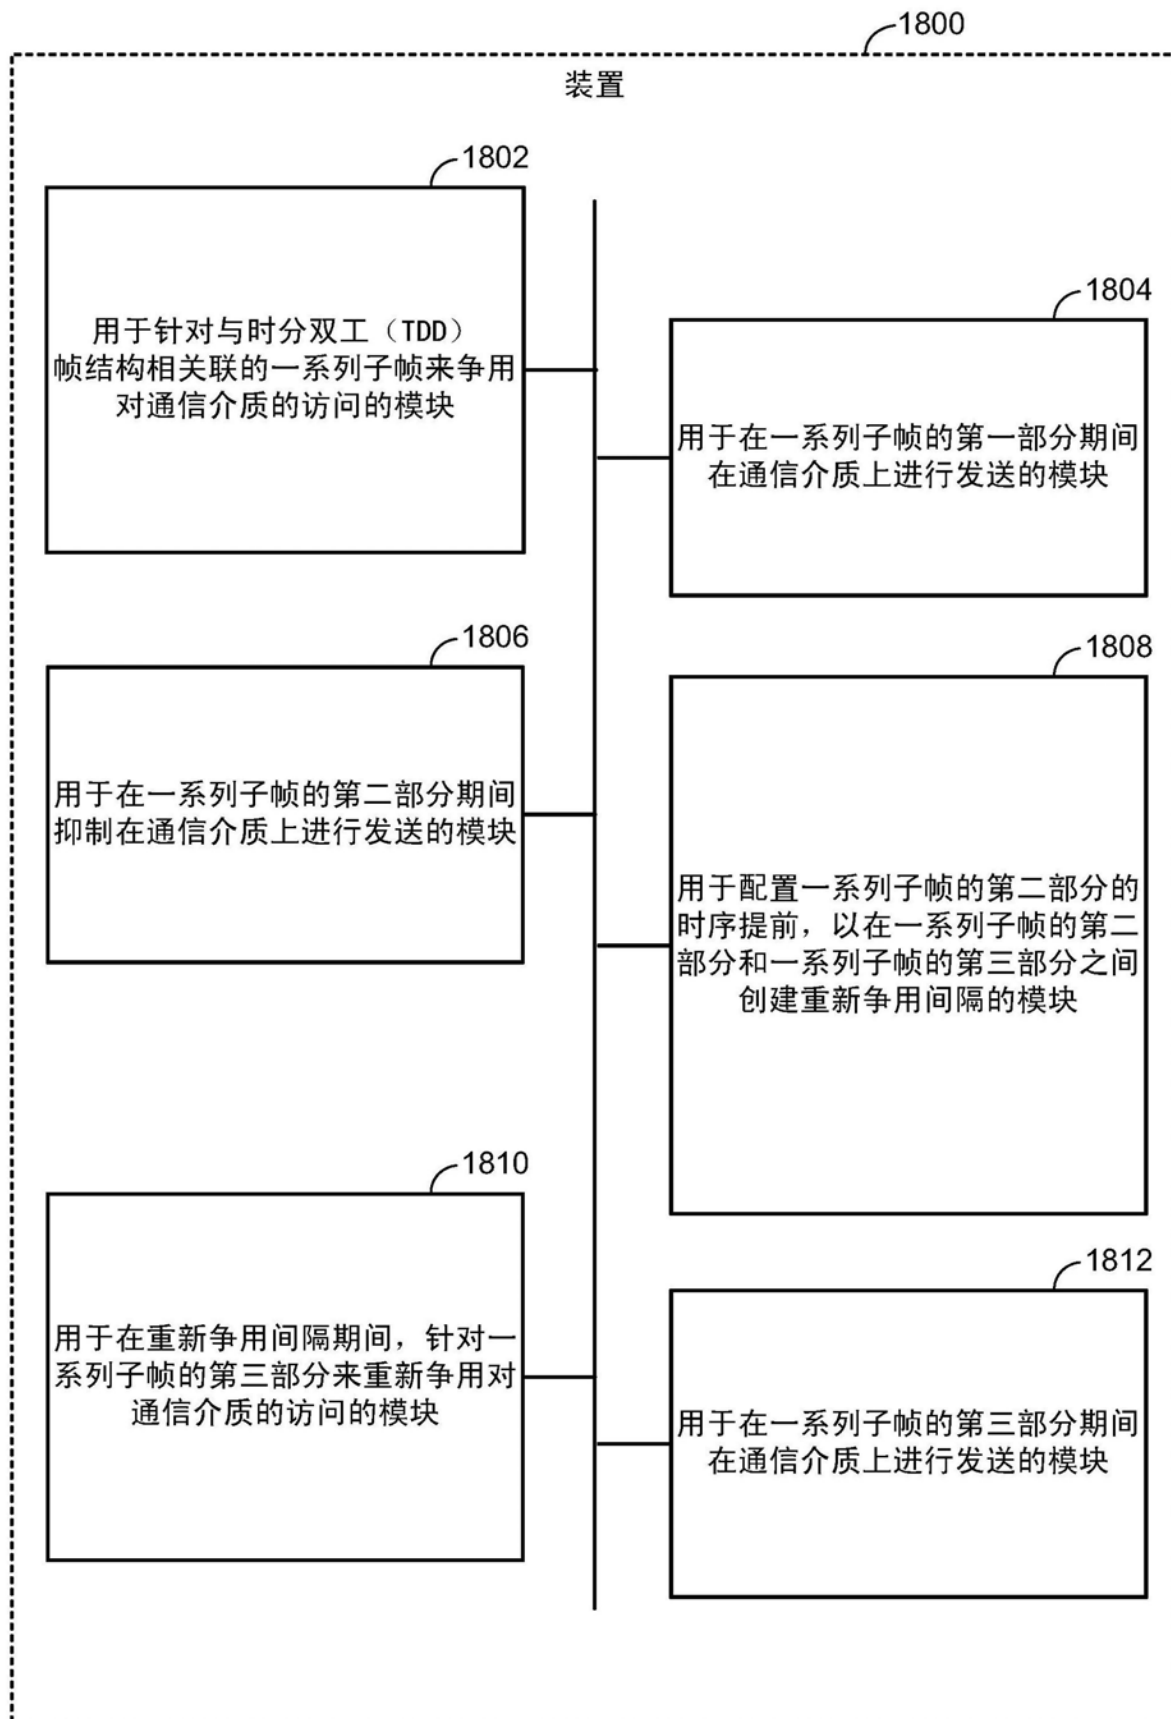 1800
装置
1802
用于针对与时分双工（TDD）
帧结构相关联的一系列子帧来争用
对通信介质的访问的模块
1804
用于在一系列子帧的第一部分期间
在通信介质上进行发送的模块
1806
用于在一系列子帧的第二部分期间
抑制在通信介质上进行发送的模块
1808
用于配置一系列子帧的第二部分的
时序提前，以在一系列子帧的第二
部分和一系列子帧的第三部分之间
创建重新争用间隔的模块
1810
用于在重新争用间隔期间，针对一
系列子帧的第三部分来重新争用对
通信介质的访问的模块
1812
用于在一系列子帧的第三部分期间
在通信介质上进行发送的模块